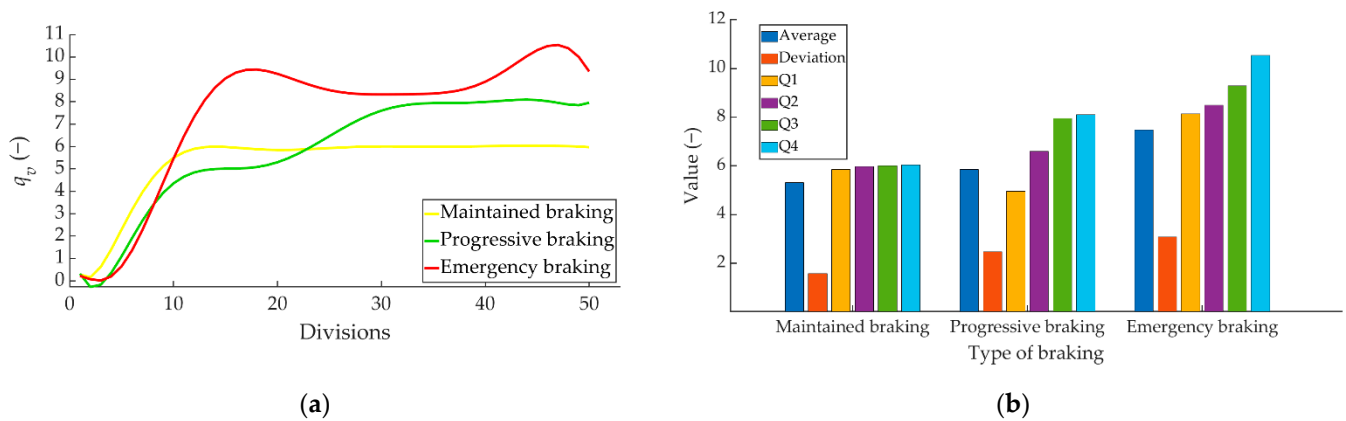 11
10
9
8
7
6
5
4
3
2
1
0
q_v (–)
Maintained braking
Progressive braking
Emergency braking
0 10 20 30 40 50
Divisions
(a)
12
10
8
6
4
2
Value (–)
Average
Deviation
Q1
Q2
Q3
Q4
Maintained braking Progressive braking Emergency braking
Type of braking
(b)